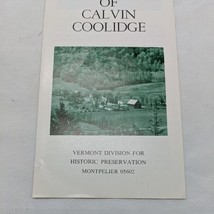 OF
CALVIN
COOLIDGE
VERMONT DIVISION FOR
HISTORIC PRESERVATION
MONTPELIER 05602